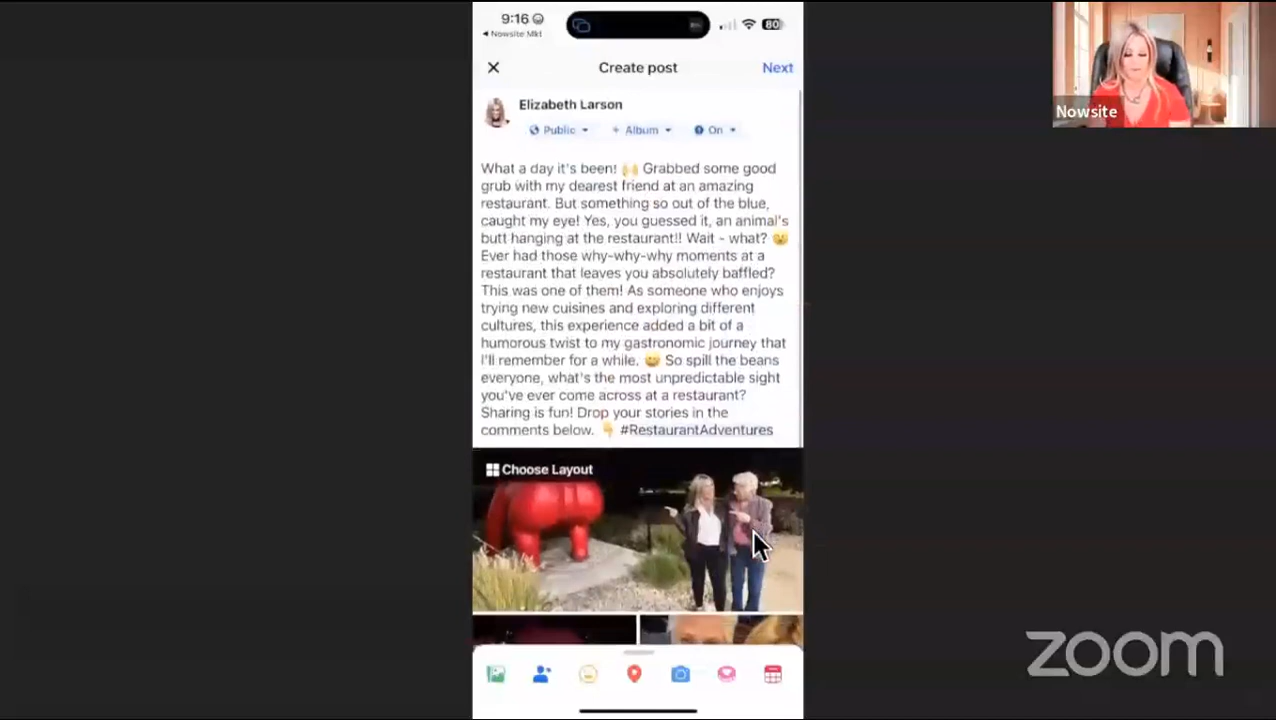 9:16
80
Nowsite Mkt
Create post
Next
Elizabeth Larson
Public
+ Album
On
What a day it's been! 🙌 Grabbed some good
grub with my dearest friend at an amazing
restaurant. But something so out of the blue,
caught my eye! Yes, you guessed it, an animal's
butt hanging at the restaurant!! Wait - what? 😲
Ever had those why-why-why moments at a
restaurant that leaves you absolutely baffled?
This was one of them! As someone who enjoys
trying new cuisines and exploring different
cultures, this experience added a bit of a
humorous twist to my gastronomic journey that
I'll remember for a while. 😄 So spill the beans
everyone, what's the most unpredictable sight
you've ever come across at a restaurant?
Sharing is fun! Drop your stories in the
comments below. 👇 #RestaurantAdventures
Choose Layout
Nowsite
zoom